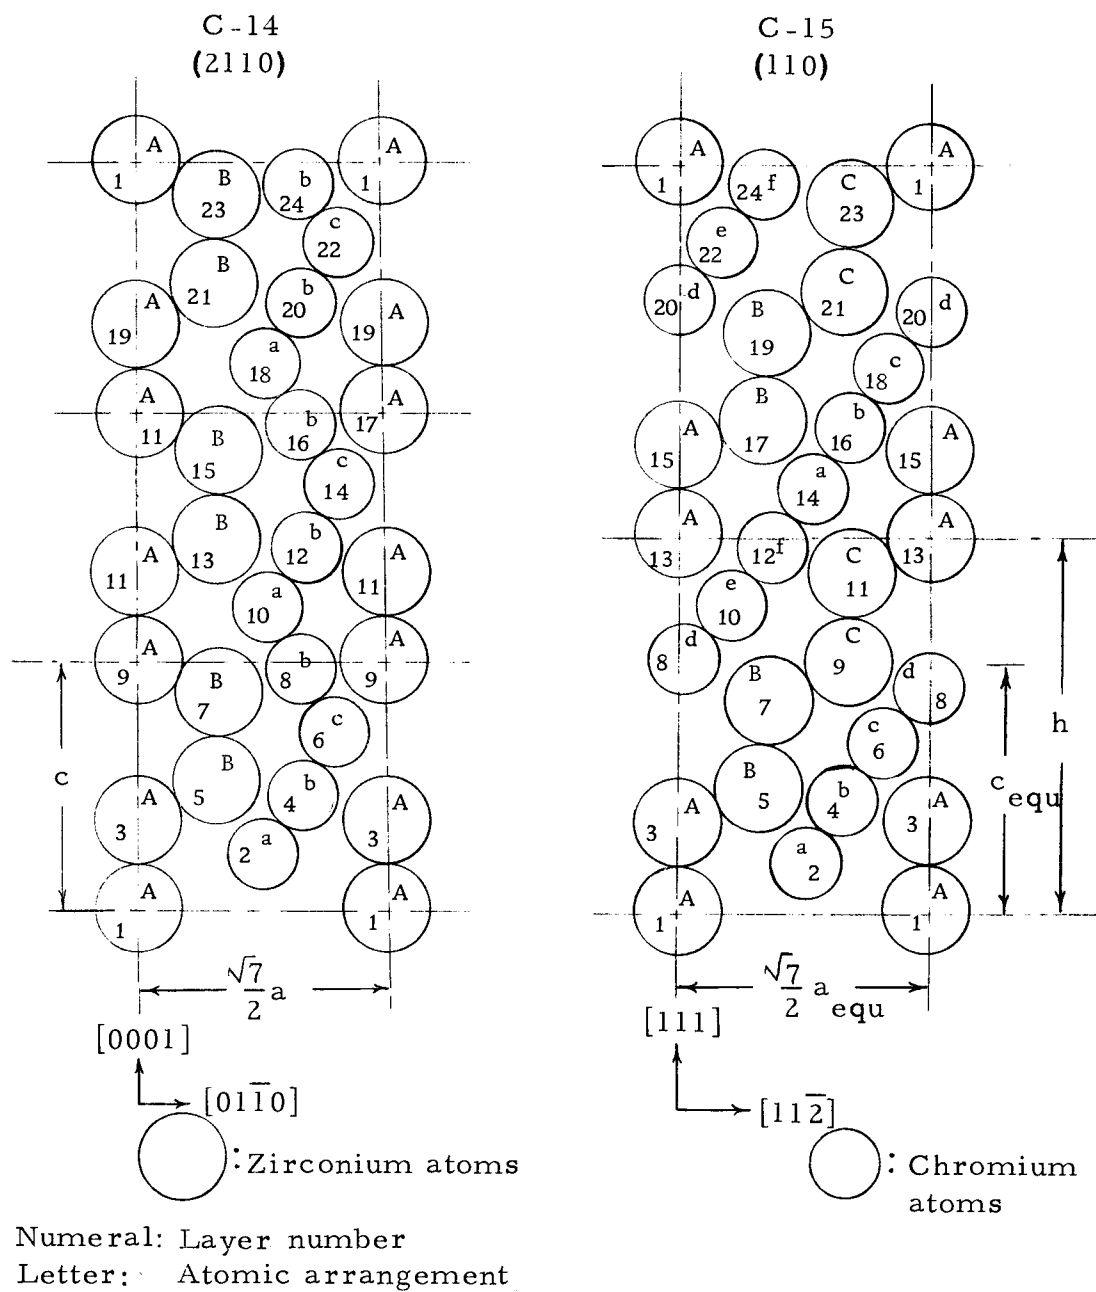 C-14
(2110)
A
1
B
23
b
24
A
1
c
22
B
21
b
20
A
19
A
19
a
18
A
11
B
15
b
16
A
17
c
14
B
13
b
12
A
11
A
11
a
10
A
9
B
7
b
8
A
9
c
6
B
5
b
4
A
3
A
3
a
2
A
1
A
1
c
√7/2 a
[0001]
[011̅0]
: Zirconium atoms
C-15
(110)
A
1
f
24
C
23
A
1
e
22
d
20
C
21
d
20
B
19
c
18
B
17
b
16
A
15
A
15
a
14
A
13
f
12
A
13
C
11
e
10
d
8
C
9
B
7
d
8
c
6
B
5
b
4
A
3
A
3
a
2
A
1
A
1
h
c equ
√7/2 a equ
[111]
[112̅]
: Chromium
atoms
Numeral: Layer number
Letter: Atomic arrangement